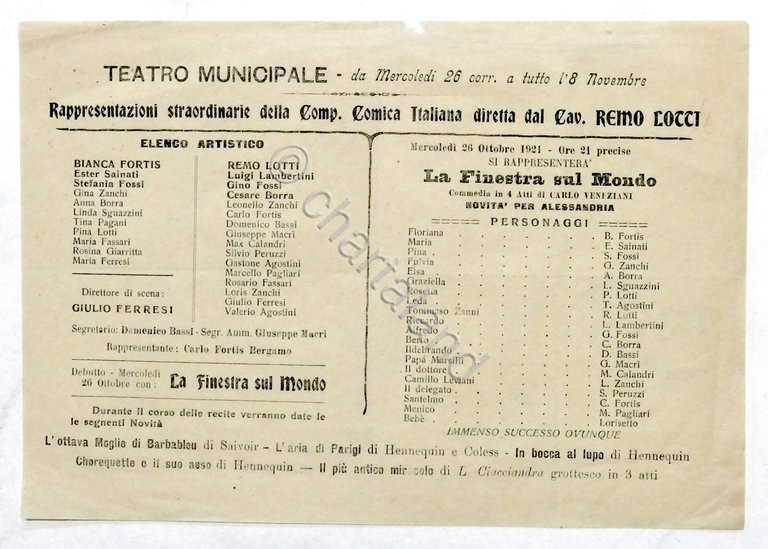 TEATRO MUNICIPALE - da Mercoledì 26 corr. a tutto l'8 Novembre
Rappresentazioni straordinarie della Comp. Comica Italiana diretta dal Cav. REMO LOTTI
ELENCO ARTISTICO
BIANCA FORTIS
Ester Sainati
Stefania Fossi
Gina Zanchi
Anna Borra
Linda Sguazzini
Tina Pagani
Pina Lotti
Maria Fassari
Rosina Giarritta
Maria Ferresi
Direttore di scena:
GIULIO FERRESI
REMO LOTTI
Luigi Lambertini
Gino Fossi
Cesare Borra
Leonello Zanchi
Carlo Fortis
Domenico Bassi
Giuseppe Macrì
Max Calandri
Silvio Peruzzi
Gastone Agostini
Marcello Pagliari
Rosario Fassari
Loris Zanchi
Giulio Ferresi
Valerio Agostini
Segretario: Domenico Bassi - Segr. Amm. Giuseppe Macrì
Rappresentante: Carlo Fortis Bergamo
Debutto - Mercoledì
26 Ottobre con: La Finestra sul Mondo
Durante il corso delle recite verranno date le
le segnenti Novità
Mercoledì 26 Ottobre 1921 - Ore 21 precise
SI RAPPRESENTERA'
La Finestra sul Mondo
Commedia in 4 Atti di CARLO VENEZIANI
NOVITA' PER ALESSANDRIA
===== PERSONAGGI =====
Floriana . . . . . . B. Fortis
Maria . . . . . . E. Sainati
Pina . . . . . . S. Fossi
Fulvia . . . . . . G. Zanchi
Elsa . . . . . . A. Borra
Graziella . . . . . . L. Sguazzini
Rosetta . . . . . . P. Lotti
Leda . . . . . . T. Agostini
Tommaso Zanni . . . . . . R. Lotti
Riccardo . . . . . . L. Lambertini
Alfredo . . . . . . G. Fossi
Berto . . . . . . C. Borra
Ildebrando . . . . . . D. Bassi
Papà Marsilli . . . . . . G. Macrì
Il dottore . . . . . . M. Calandri
Camillo Leviani . . . . . . L. Zanchi
Il delegato . . . . . . S. Peruzzi
Santelmo . . . . . . C. Fortis
Menico . . . . . . M. Pagliari
Bebè . . . . . . Lorisetto
IMMENSO SUCCESSO OVUNQUE
L'ottava Moglie di Barbableu di Saivoir - L'aria di Parigi di Hennequin e Coless - In bocca al lupo di Hennequin
Chorequette e il suo asso di Hennequin — Il più antico miracolo di L. Ciacciandra grottesco in 3 atti
© chartaland